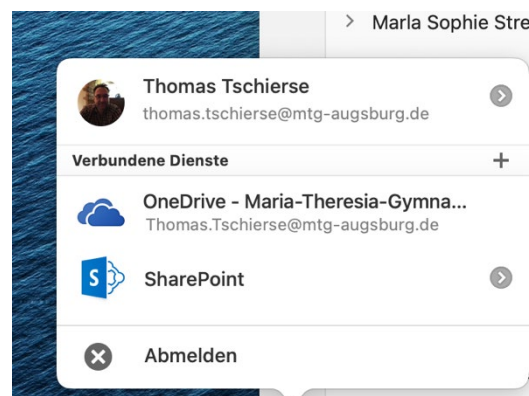 Marla Sophie Stre
Thomas Tschierse
thomas.tschierse@mtg-augsburg.de
Verbundene Dienste
OneDrive - Maria-Theresia-Gymna...
Thomas.Tschierse@mtg-augsburg.de
SharePoint
Abmelden